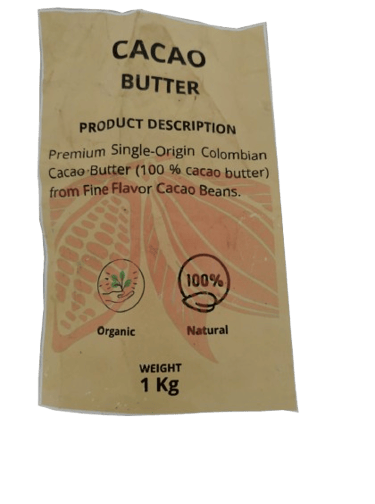 CACAO
BUTTER
PRODUCT DESCRIPTION
Premium Single-Origin Colombian
Cacao Butter (100 % cacao butter)
from Fine Flavor Cacao Beans.
100%
Organic
Natural
WEIGHT
1 Kg